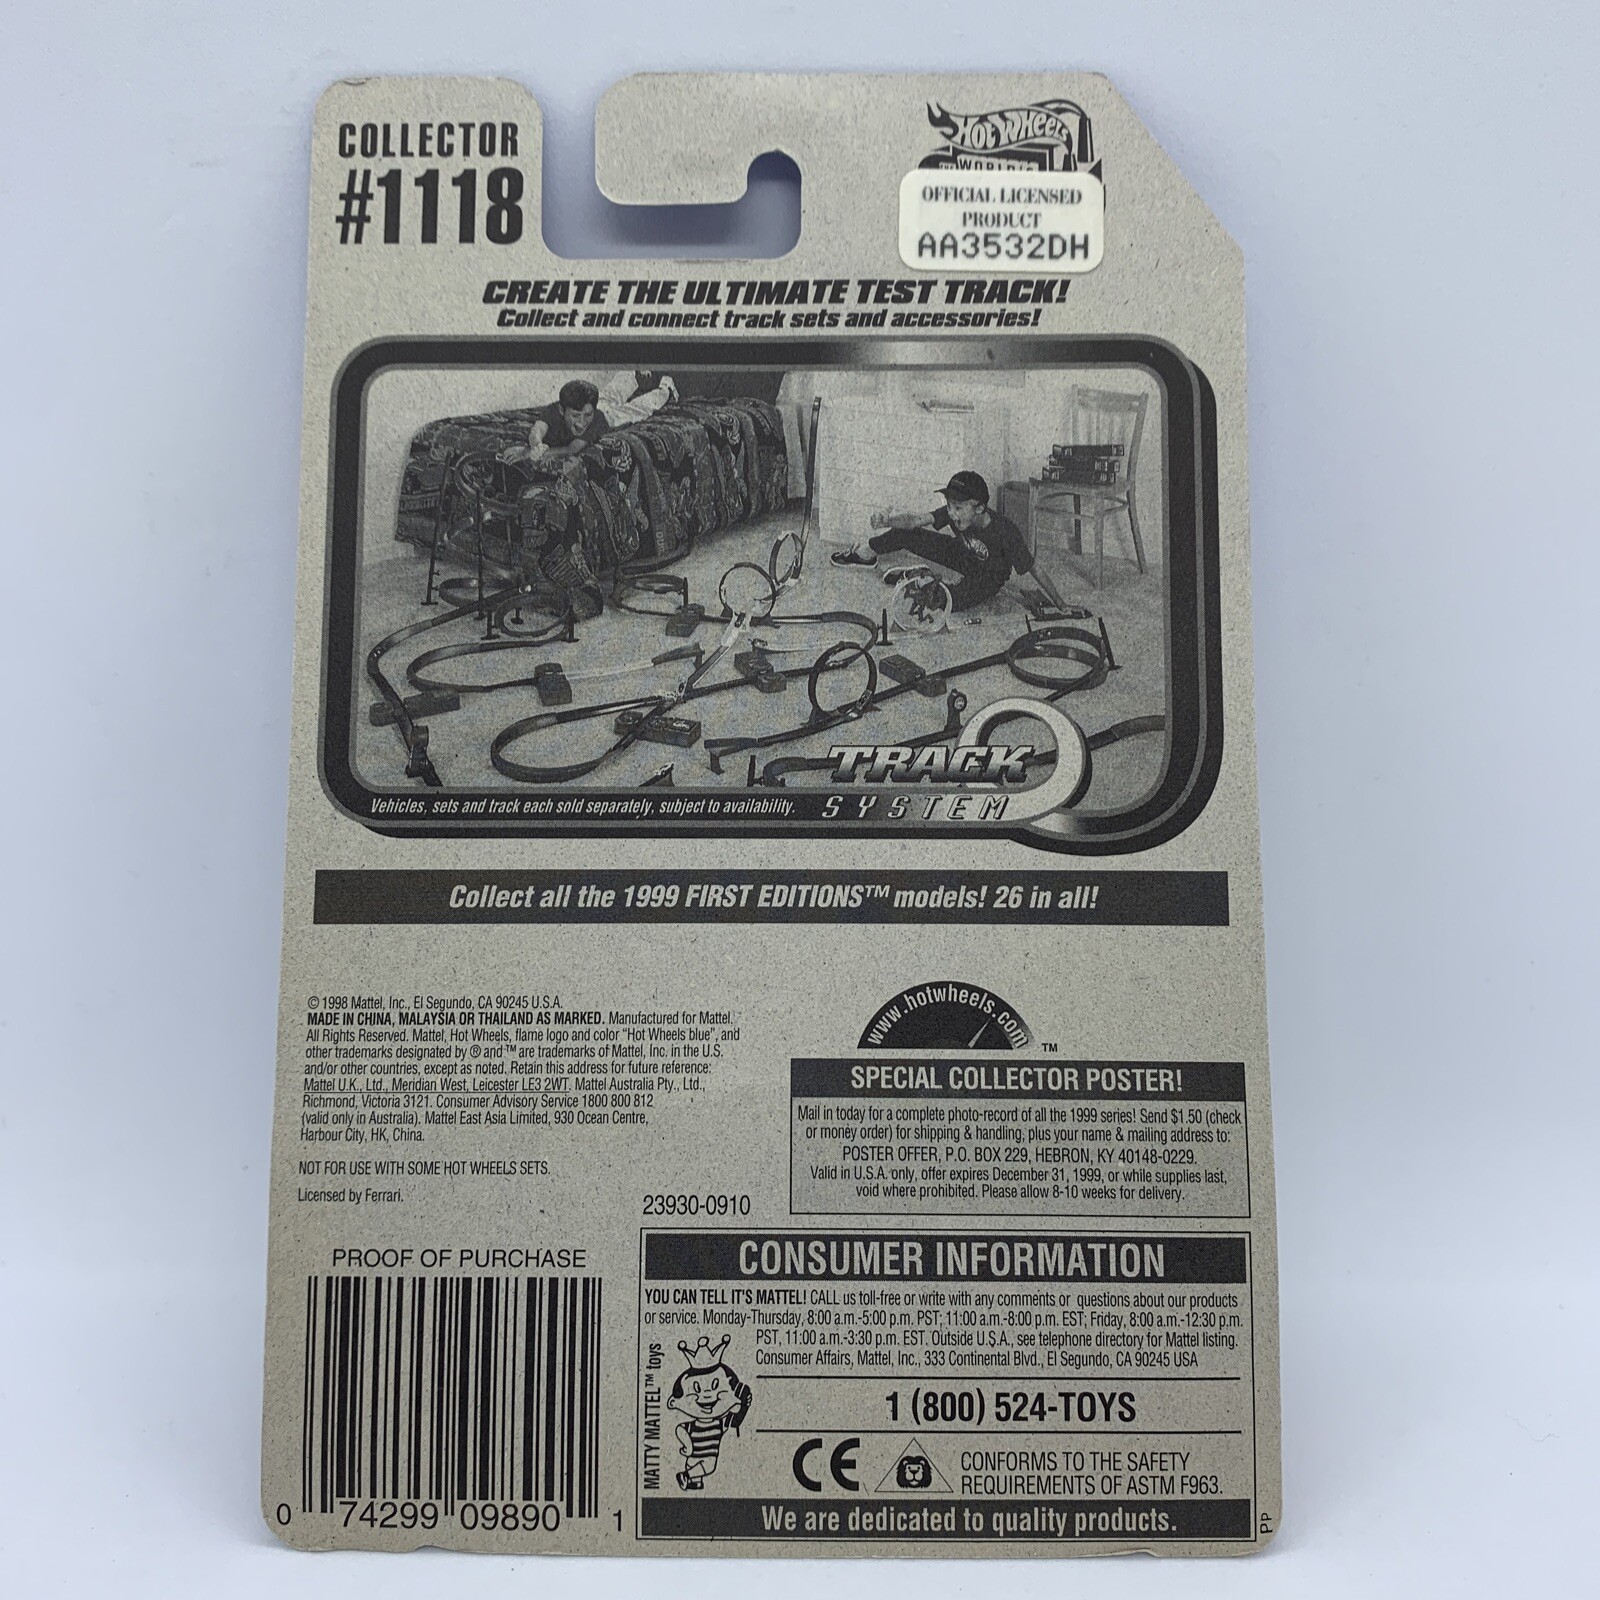 COLLECTOR
#1118
HOT WHEELS
WORLD'S
OFFICIAL LICENSED
PRODUCT
AA3532DH
CREATE THE ULTIMATE TEST TRACK!
Collect and connect track sets and accessories!
TRACK
SYSTEM
Vehicles, sets and track each sold separately, subject to availability.
Collect all the 1999 FIRST EDITIONS™ models! 26 in all!
© 1998 Mattel, Inc., El Segundo, CA 90245 U.S.A.
MADE IN CHINA, MALAYSIA OR THAILAND AS MARKED. Manufactured for Mattel.
All Rights Reserved. Mattel, Hot Wheels, flame logo and color "Hot Wheels blue", and
other trademarks designated by ® and ™ are trademarks of Mattel, Inc. in the U.S.
and/or other countries, except as noted. Retain this address for future reference:
Mattel U.K., Ltd., Meridian West, Leicester LE3 2WT. Mattel Australia Pty., Ltd.,
Richmond, Victoria 3121. Consumer Advisory Service 1800 800 812
(valid only in Australia). Mattel East Asia Limited, 930 Ocean Centre,
Harbour City, HK, China.
NOT FOR USE WITH SOME HOT WHEELS SETS.
Licensed by Ferrari.
23930-0910
www.hotwheels.com
™
SPECIAL COLLECTOR POSTER!
Mail in today for a complete photo-record of all the 1999 series! Send $1.50 (check
or money order) for shipping & handling, plus your name & mailing address to:
POSTER OFFER, P.O. BOX 229, HEBRON, KY 40148-0229.
Valid in U.S.A. only, offer expires December 31, 1999, or while supplies last,
void where prohibited. Please allow 8-10 weeks for delivery.
PROOF OF PURCHASE
0 74299 09890 1
CONSUMER INFORMATION
YOU CAN TELL IT'S MATTEL! CALL us toll-free or write with any comments or questions about our products
or service. Monday-Thursday, 8:00 a.m.-5:00 p.m. PST; 11:00 a.m.-8:00 p.m. EST; Friday, 8:00 a.m.-12:30 p.m.
PST, 11:00 a.m.-3:30 p.m. EST. Outside U.S.A., see telephone directory for Mattel listing.
Consumer Affairs, Mattel, Inc., 333 Continental Blvd., El Segundo, CA 90245 USA
MATTY MATTEL™ toys
1 (800) 524-TOYS
CE
CONFORMS TO THE SAFETY
REQUIREMENTS OF ASTM F963.
We are dedicated to quality products.
PP